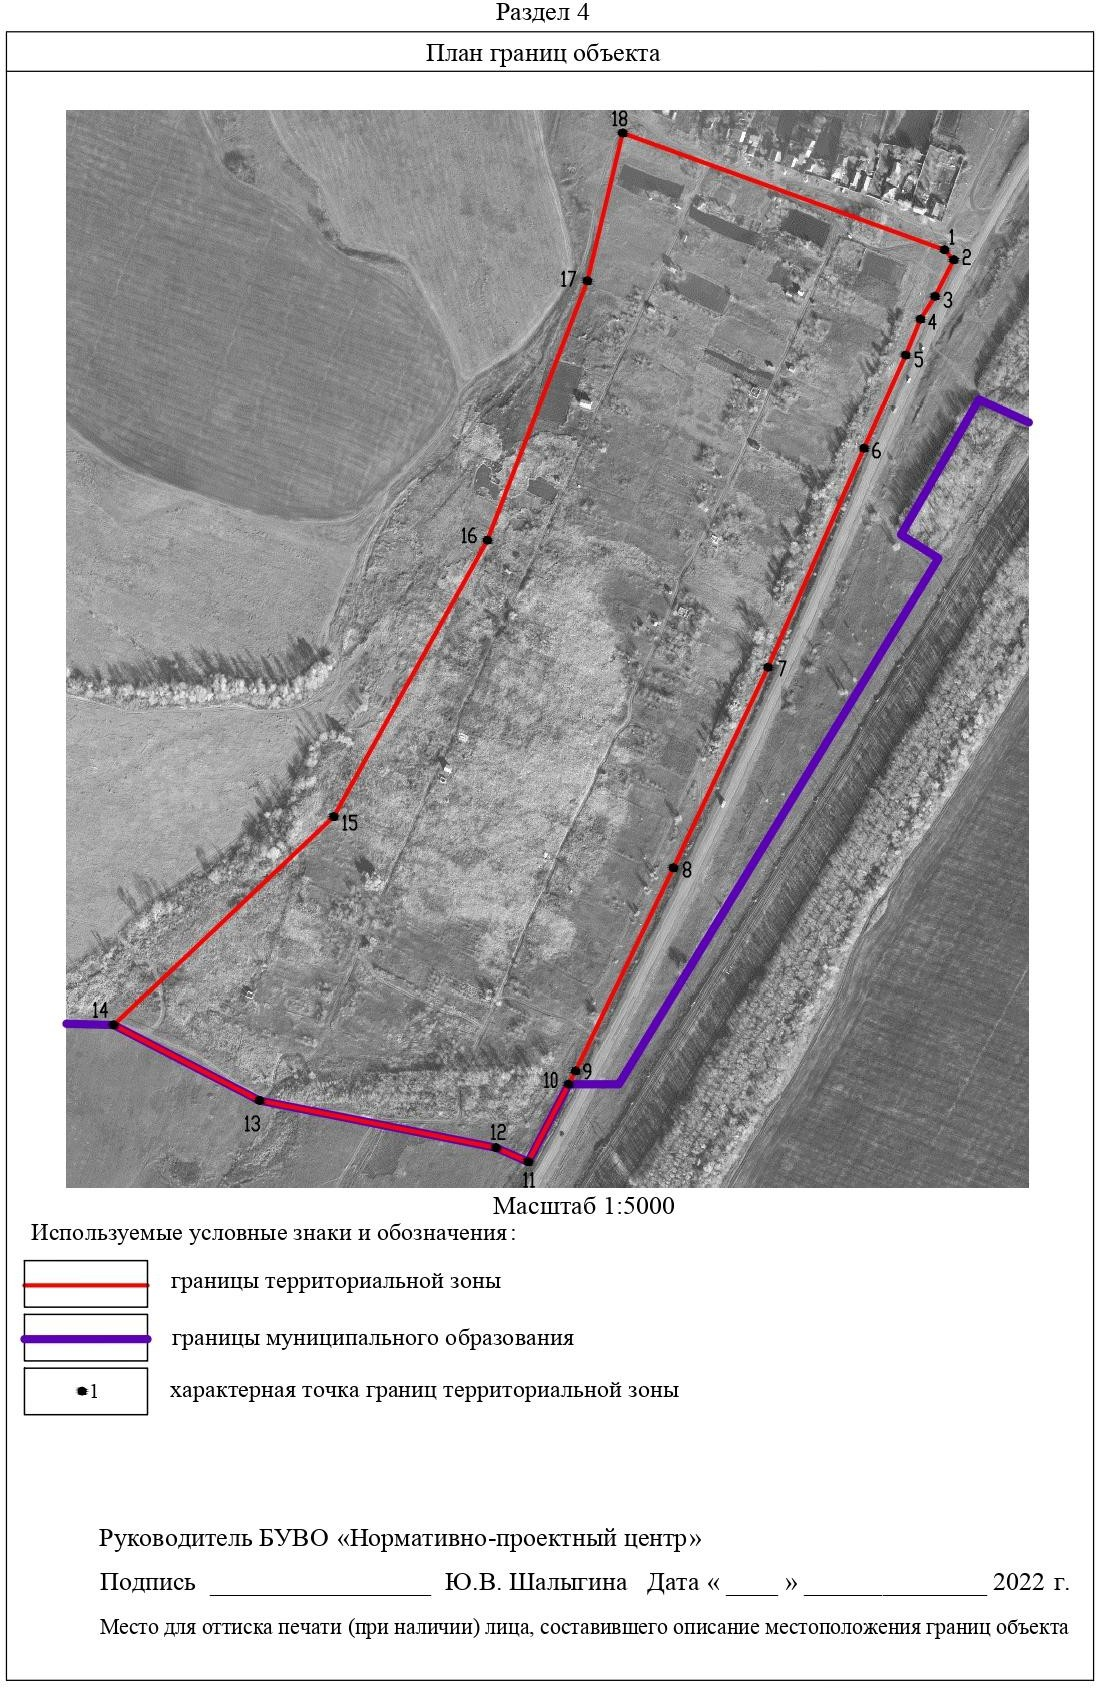 Раздел 4
План границ объекта
18
1
2
17
3
4
5
6
16
7
15
8
14
9
10
13
12
11
Масштаб 1:5000
Используемые условные знаки и обозначения:
границы территориальной зоны
границы муниципального образования
1 характерная точка границ территориальной зоны
Руководитель БУВО «Нормативно-проектный центр»
Подпись _________________ Ю.В. Шалыгина Дата « ____ » ______________ 2022 г.
Место для оттиска печати (при наличии) лица, составившего описание местоположения границ объекта